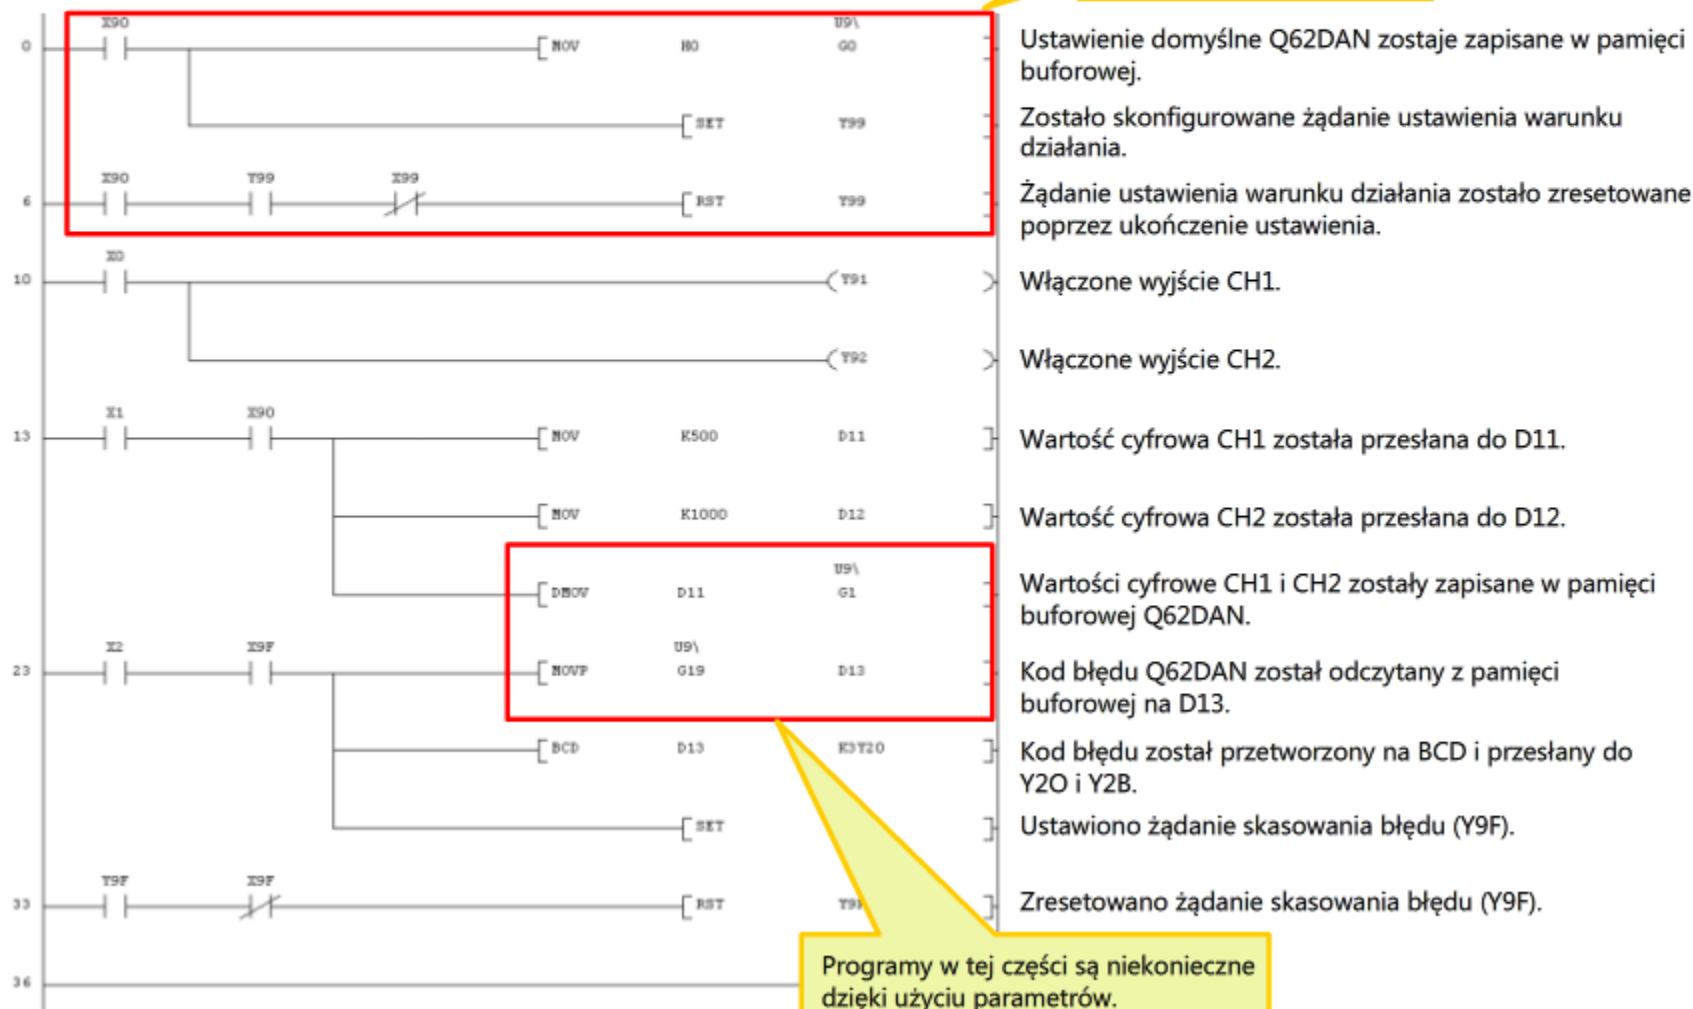 X90 U9\
0 MOV H0 G0
Ustawienie domyślne Q62DAN zostaje zapisane w pamięci
buforowej.
SET Y99
Zostało skonfigurowane żądanie ustawienia warunku
działania.
X90 Y99 X99
6 RST Y99
Żądanie ustawienia warunku działania zostało zresetowane
poprzez ukończenie ustawienia.
X0
10 Y91
Włączone wyjście CH1.
Y92
Włączone wyjście CH2.
X1 X90
13 MOV K500 D11
Wartość cyfrowa CH1 została przesłana do D11.
MOV K1000 D12
Wartość cyfrowa CH2 została przesłana do D12.
U9\
DMOV D11 G1
Wartości cyfrowe CH1 i CH2 zostały zapisane w pamięci
buforowej Q62DAN.
X2 X9F U9\
23 MOVP G19 D13
Kod błędu Q62DAN został odczytany z pamięci
buforowej na D13.
BCD D13 K3Y20
Kod błędu został przetworzony na BCD i przesłany do
Y2O i Y2B.
SET
Ustawiono żądanie skasowania błędu (Y9F).
Y9F X9F
33 RST
Zresetowano żądanie skasowania błędu (Y9F).
36
Programy w tej części są niekonieczne
dzięki użyciu parametrów.